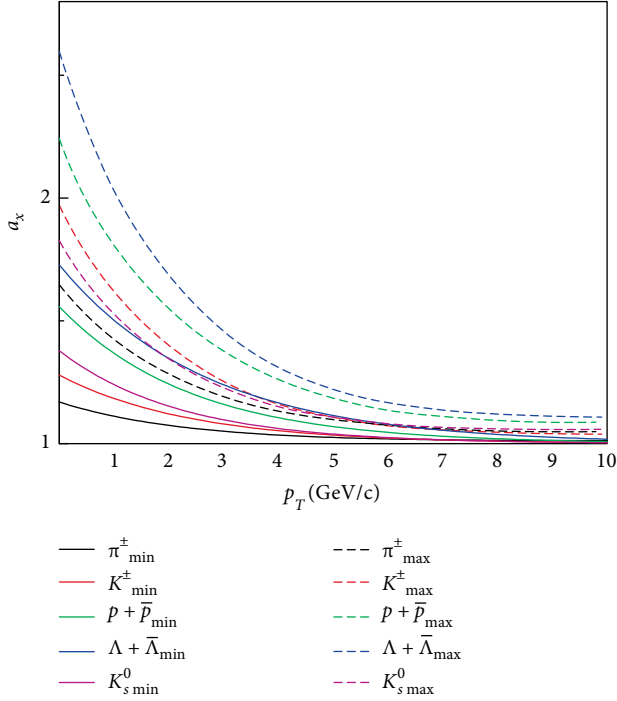 a_x
2
1
1 2 3 4 5 6 7 8 9 10
p_T (GeV/c)
π^±_min π^±_max
K^±_min K^±_max
p + p̅_min p + p̅_max
Λ + Λ̅_min Λ + Λ̅_max
K^0_s min K^0_s max